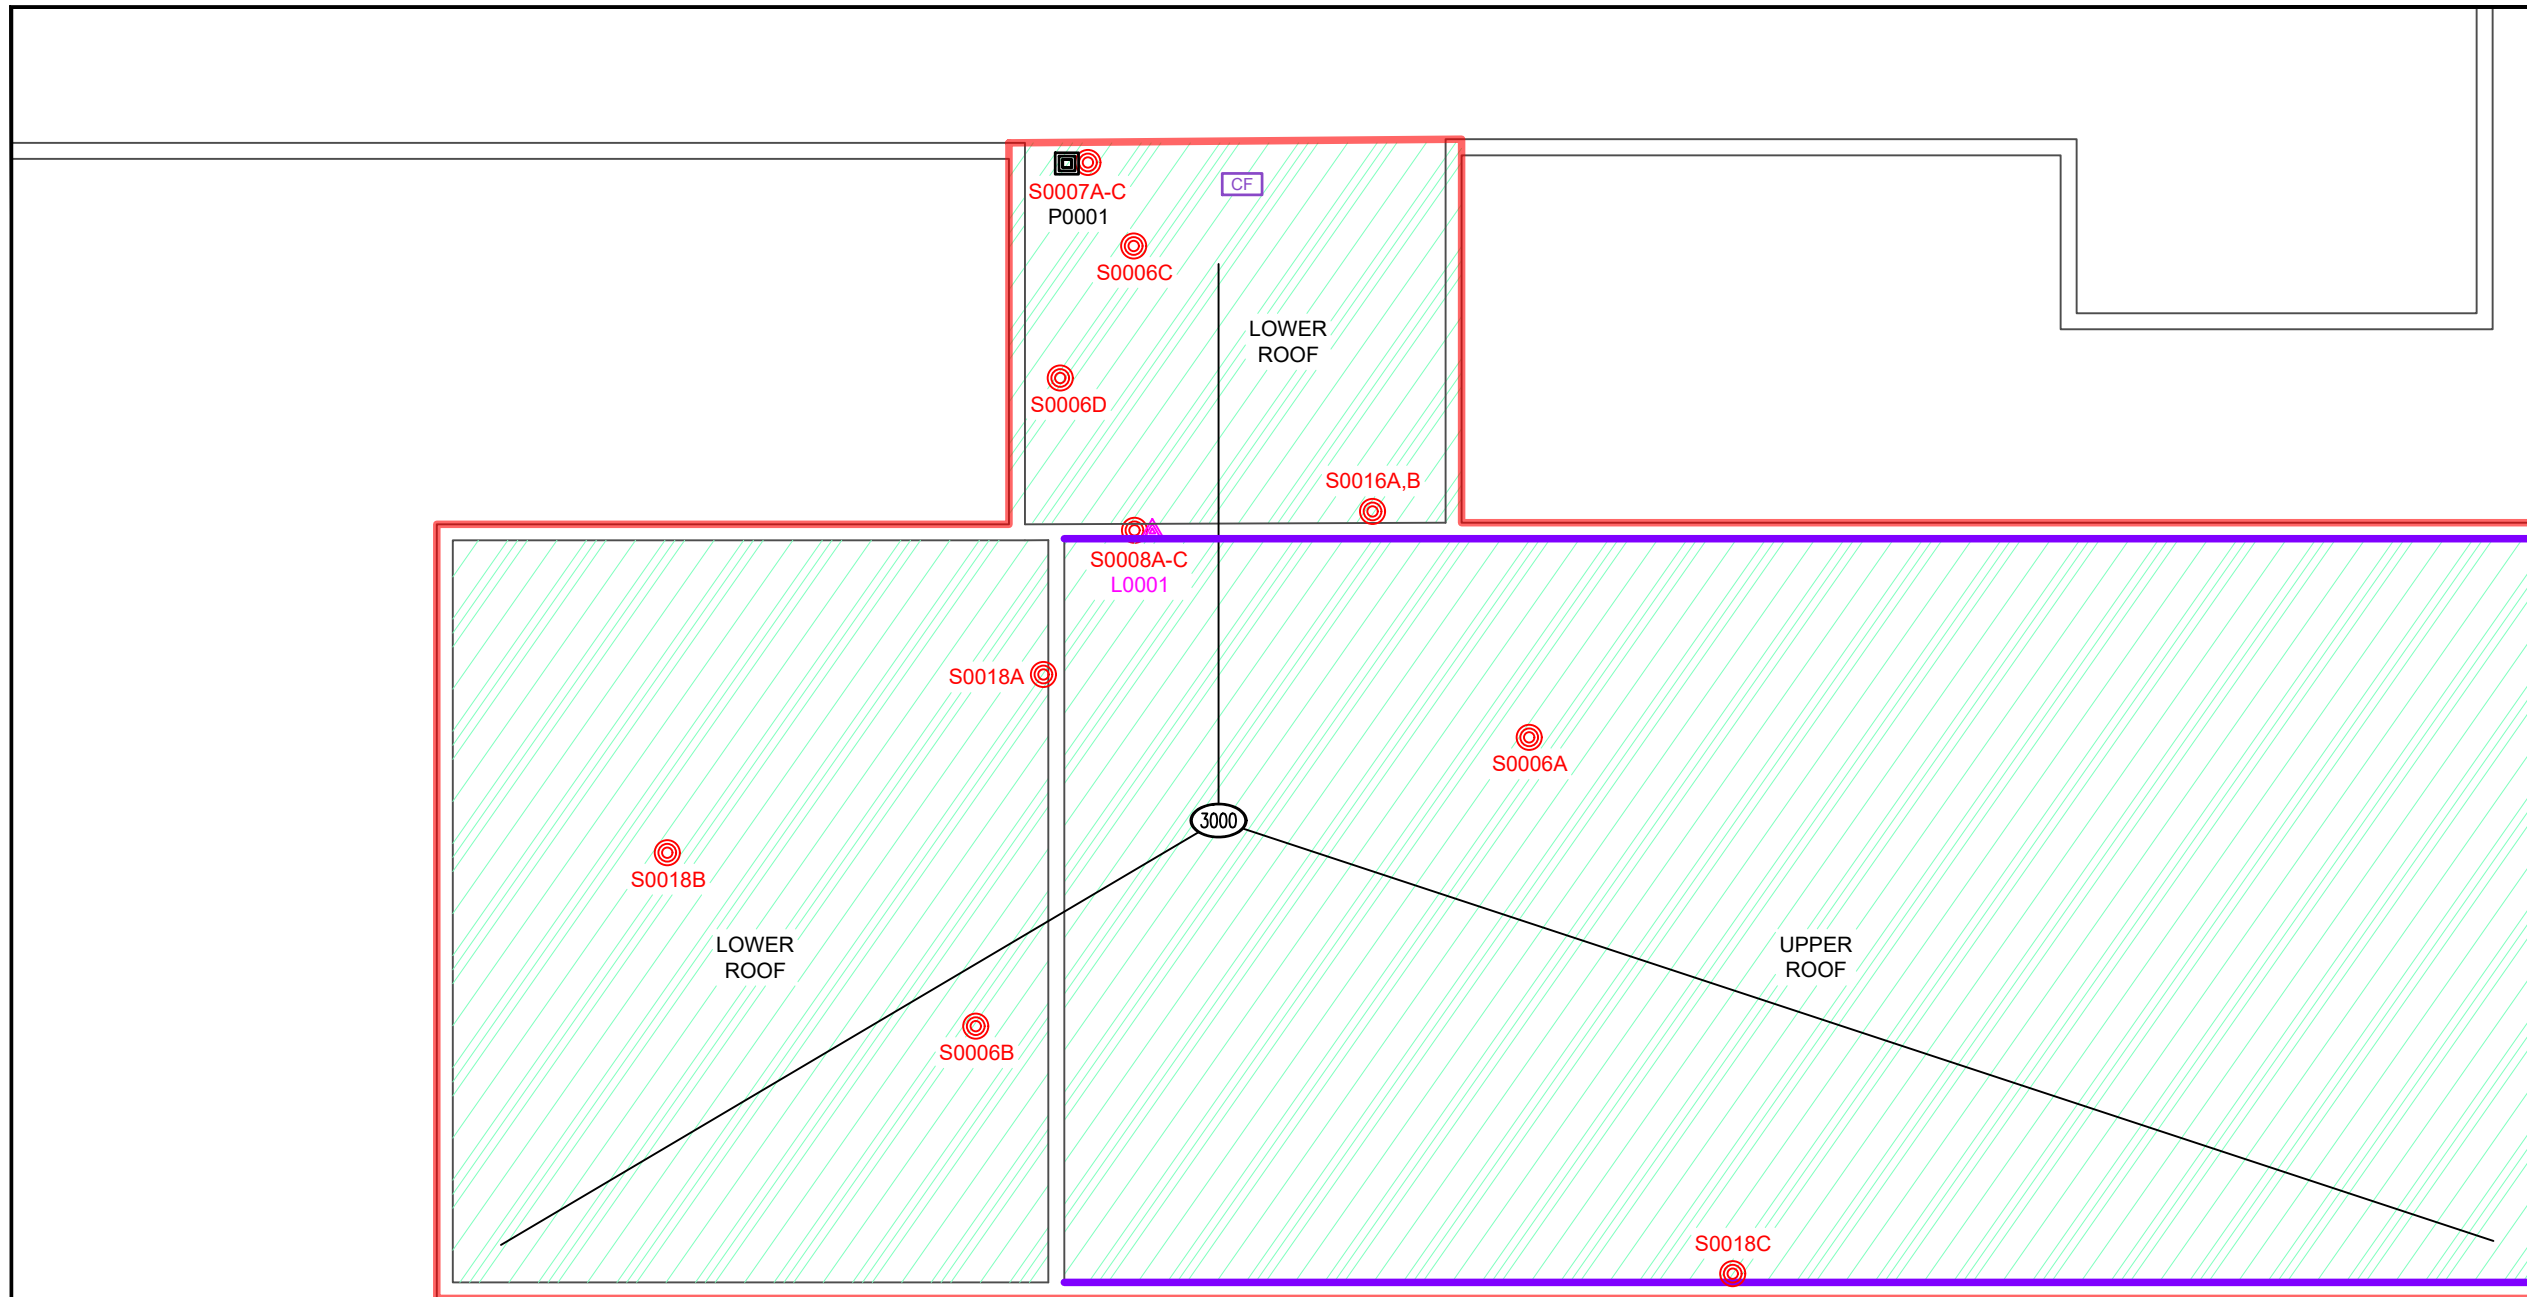 CF
S0007A-C
P0001
S0006C
LOWER
ROOF
S0006D
S0016A,B
S0008A-C
L0001
S0018A
S0006A
3000
S0018B
LOWER
ROOF
UPPER
ROOF
S0006B
S0018C